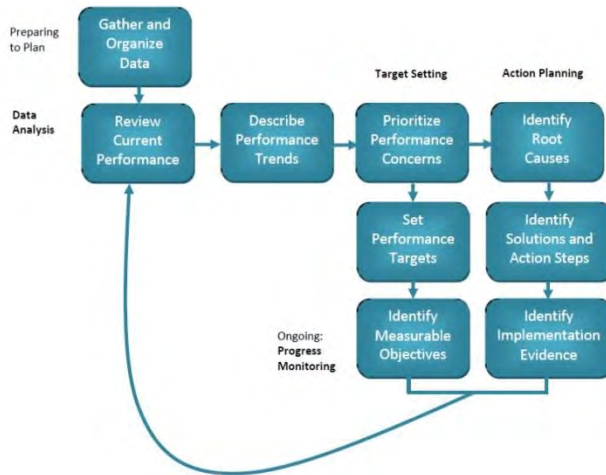 Preparing
to Plan
Gather and
Organize
Data
Target Setting
Action Planning
Data
Analysis
Review
Current
Performance
Describe
Performance
Trends
Prioritize
Performance
Concerns
Identify
Root
Causes
Set
Performance
Targets
Identify
Solutions and
Action Steps
Ongoing:
Progress
Monitoring
Identify
Measurable
Objectives
Identify
Implementation
Evidence